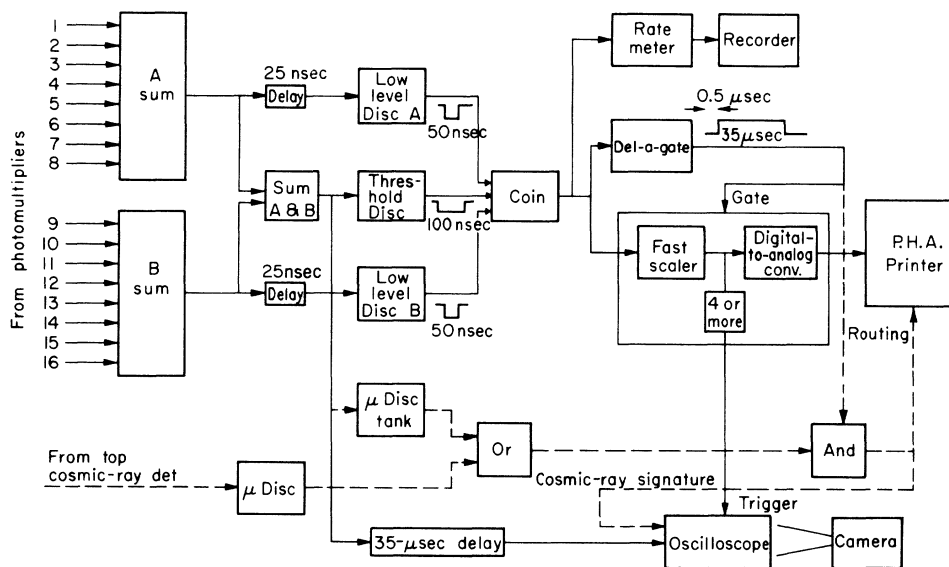 From photomultipliers
1
2
3
4
5
6
7
8
A
sum
9
10
11
12
13
14
15
16
B
sum
25 nsec
Delay
Low
level
Disc A
50 nsec
Sum
A & B
Thres-
hold
Disc
100 nsec
25nsec
Delay
Low
level
Disc B
50 nsec
Coin
Rate
meter
Recorder
0.5 μsec
35μsec
Del-a-gate
Gate
Fast
scaler
Digital-
to-analog
conv.
4 or
more
P.H.A.
Printer
Routing
μ Disc
tank
Or
And
From top
cosmic-ray det
μ Disc
Cosmic-ray signature
Trigger
35-μsec delay
Oscilloscope
Camera